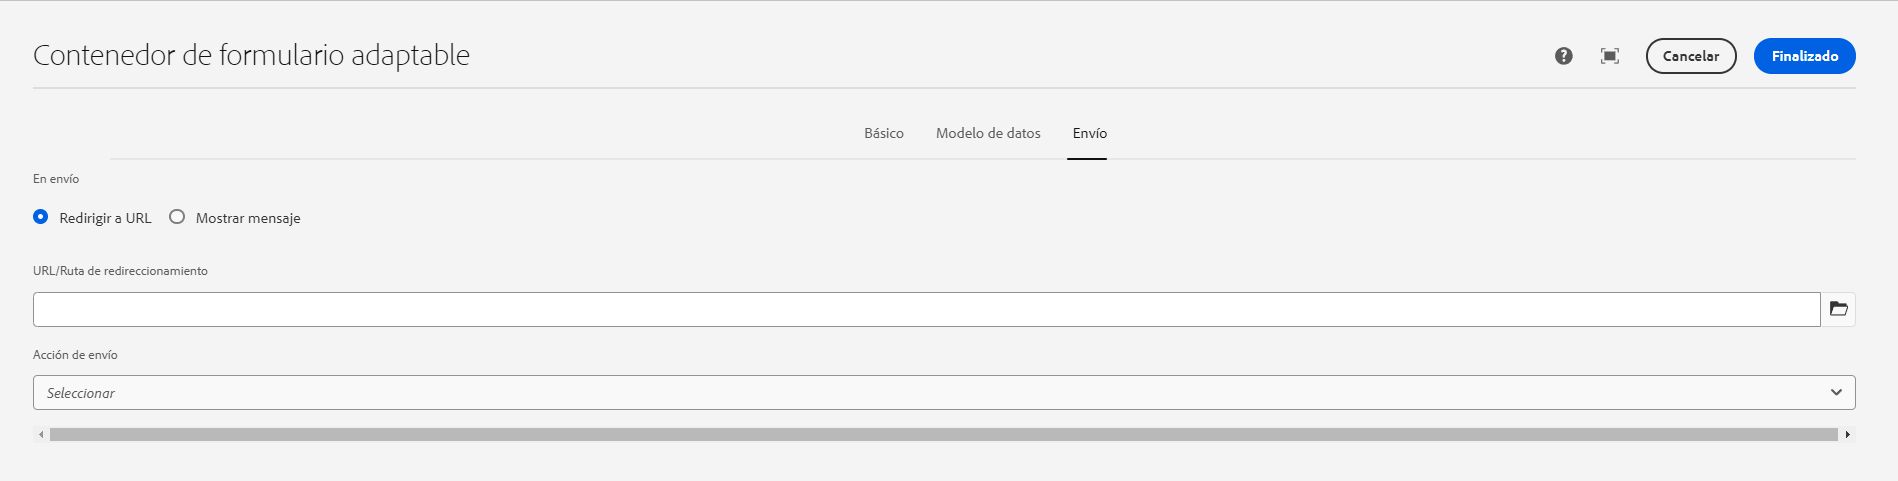 Contenedor de formulario adaptable
Cancelar
Finalizado
Básico
Modelo de datos
Envío
En envío
Redirigir a URL
Mostrar mensaje
URL/Ruta de redireccionamiento
Acción de envío
Seleccionar